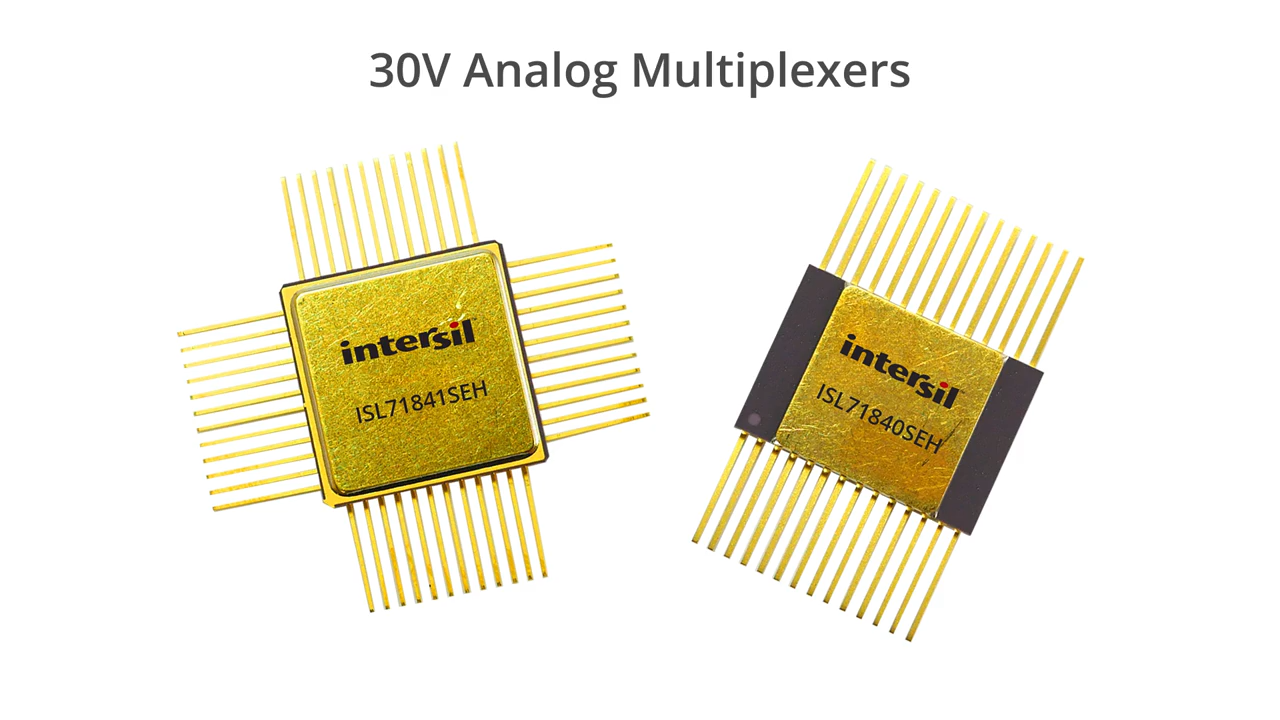 30V Analog Multiplexers
intersil
ISL71841SEH
intersil
ISL71840SEH